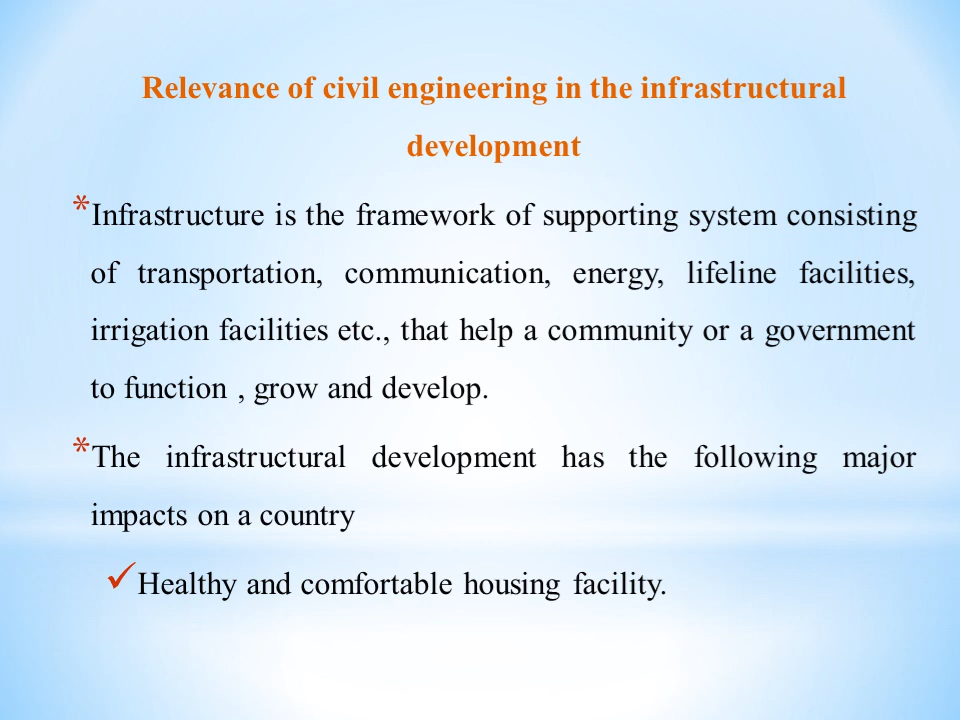 Relevance of civil engineering in the infrastructural
development
* Infrastructure is the framework of supporting system consisting
of transportation, communication, energy, lifeline facilities,
irrigation facilities etc., that help a community or a government
to function , grow and develop.
* The infrastructural development has the following major
impacts on a country
✓ Healthy and comfortable housing facility.